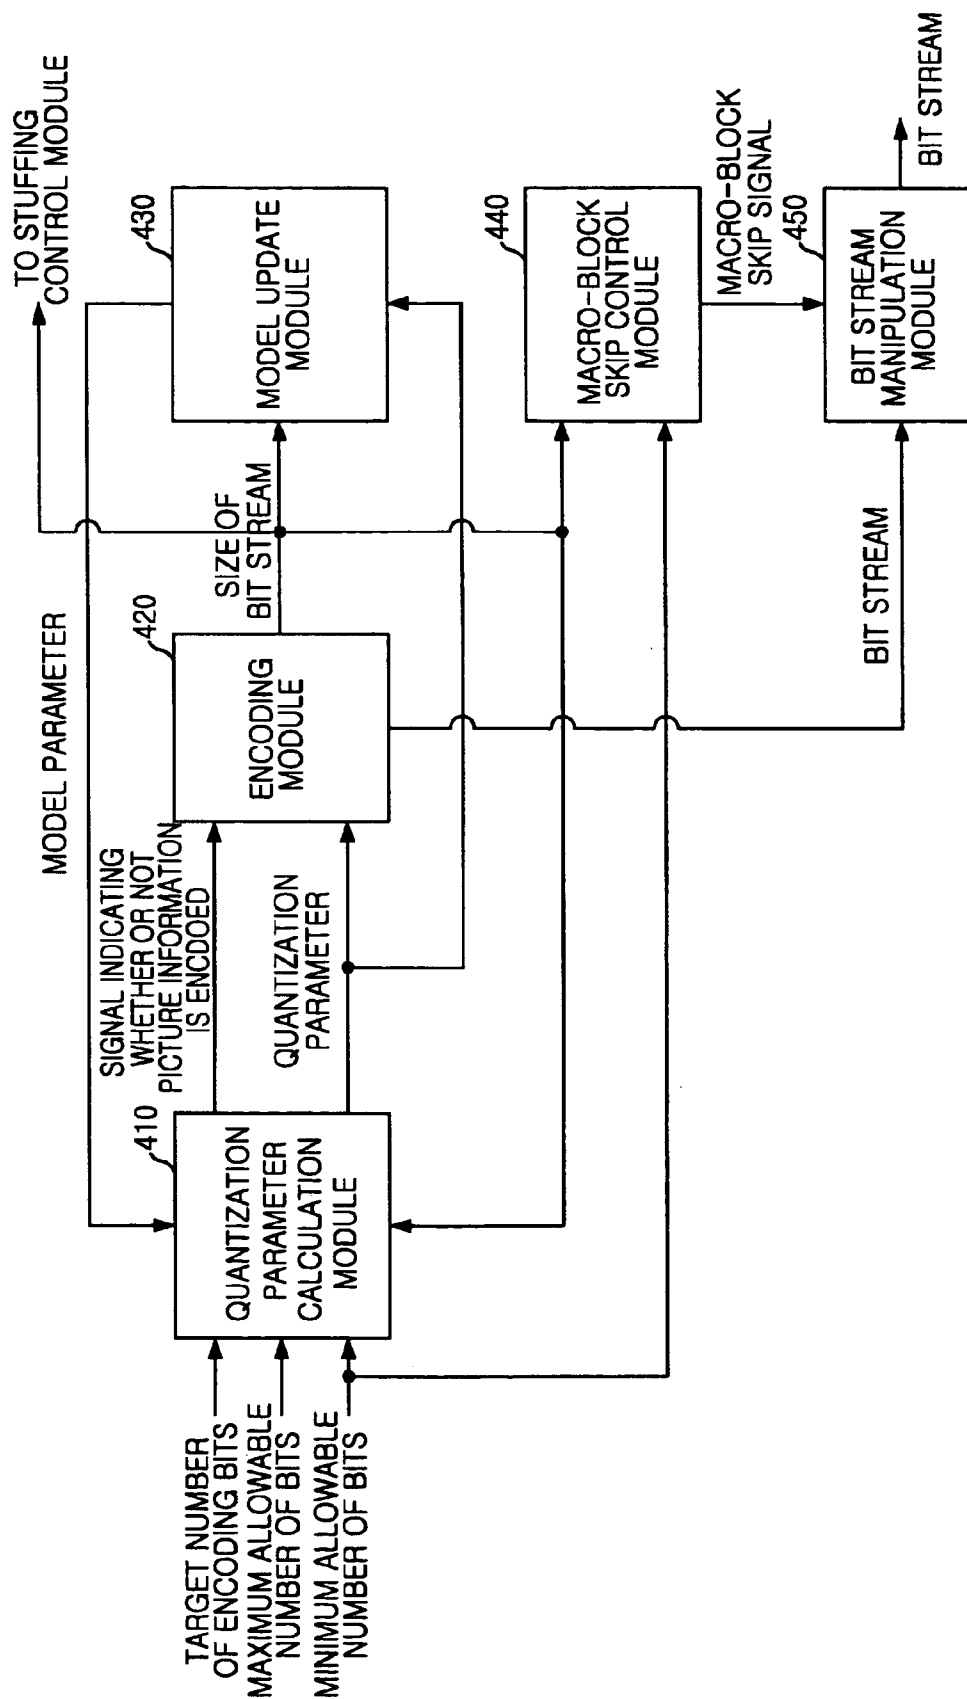 TARGET NUMBER
OF ENCODING BITS
MAXIMUM ALLOWABLE
NUMBER OF BITS
MINIMUM ALLOWABLE
NUMBER OF BITS
410
QUANTIZATION
PARAMETER
CALCULATION
MODULE
MODEL PARAMETER
SIGNAL INDICATING
WHETHER OR NOT
PICTURE INFORMATION
IS ENCDOED
QUANTIZATION
PARAMETER
420
ENCODING
MODULE
SIZE OF
BIT STREAM
TO STUFFING
CONTROL MODULE
430
MODEL UPDATE
MODULE
440
MACRO-BLOCK
SKIP CONTROL
MODULE
MACRO-BLOCK
SKIP SIGNAL
BIT STREAM
450
BIT STREAM
MANIPULATION
MODULE
BIT STREAM